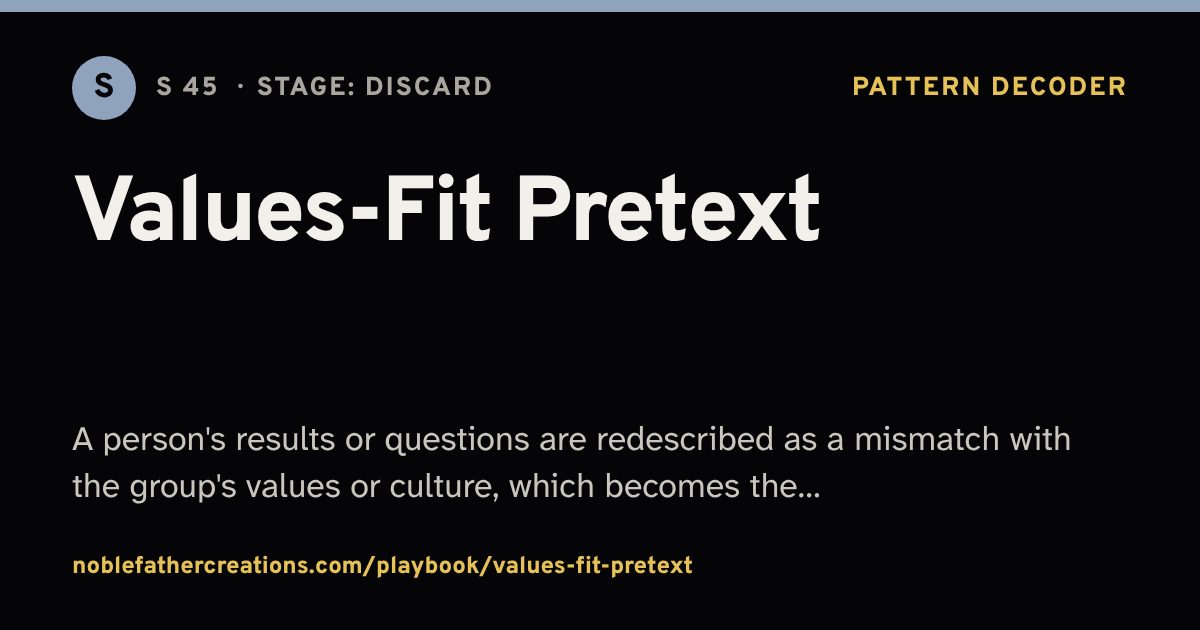 S
S 45 · STAGE: DISCARD
PATTERN DECODER
Values-Fit Pretext
A person's results or questions are redescribed as a mismatch with
the group's values or culture, which becomes the...
noblefathercreations.com/playbook/values-fit-pretext